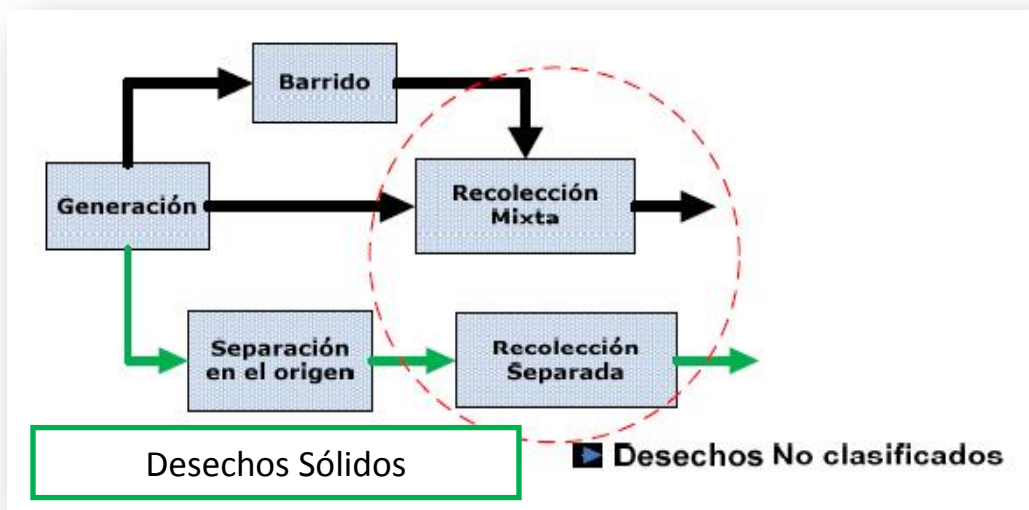 Barrido
Generación
Recolección
Mixta
Separación
en el origen
Recolección
Separada
Desechos Sólidos
Desechos No clasificados